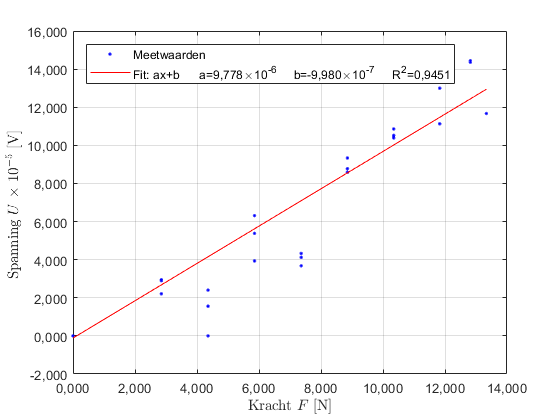 16,000
Meetwaarden
Fit: ax+b a=9,778×10^-6 b=-9,980×10^-7 R^2=0,9451
14,000
12,000
10,000
8,000
6,000
4,000
2,000
0,000
-2,000
Spanning U × 10^-5 [V]
0,000 2,000 4,000 6,000 8,000 10,000 12,000 14,000
Kracht F [N]